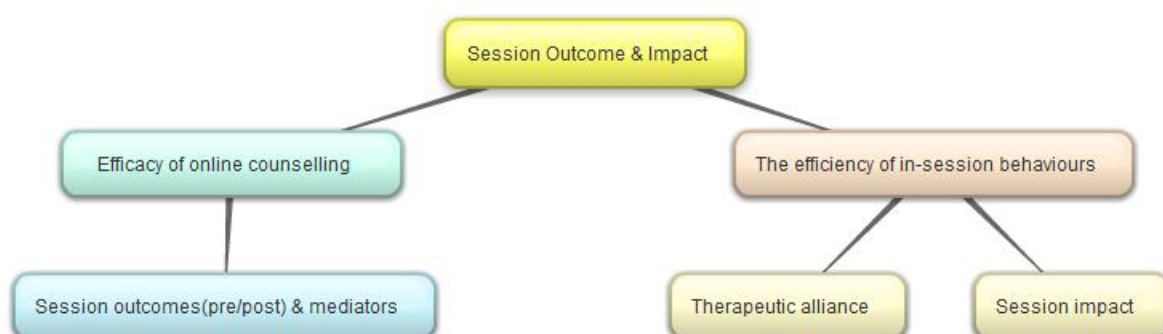 Session Outcome & Impact
Efficacy of online counselling
The efficiency of in-session behaviours
Session outcomes(pre/post) & mediators
Therapeutic alliance
Session impact